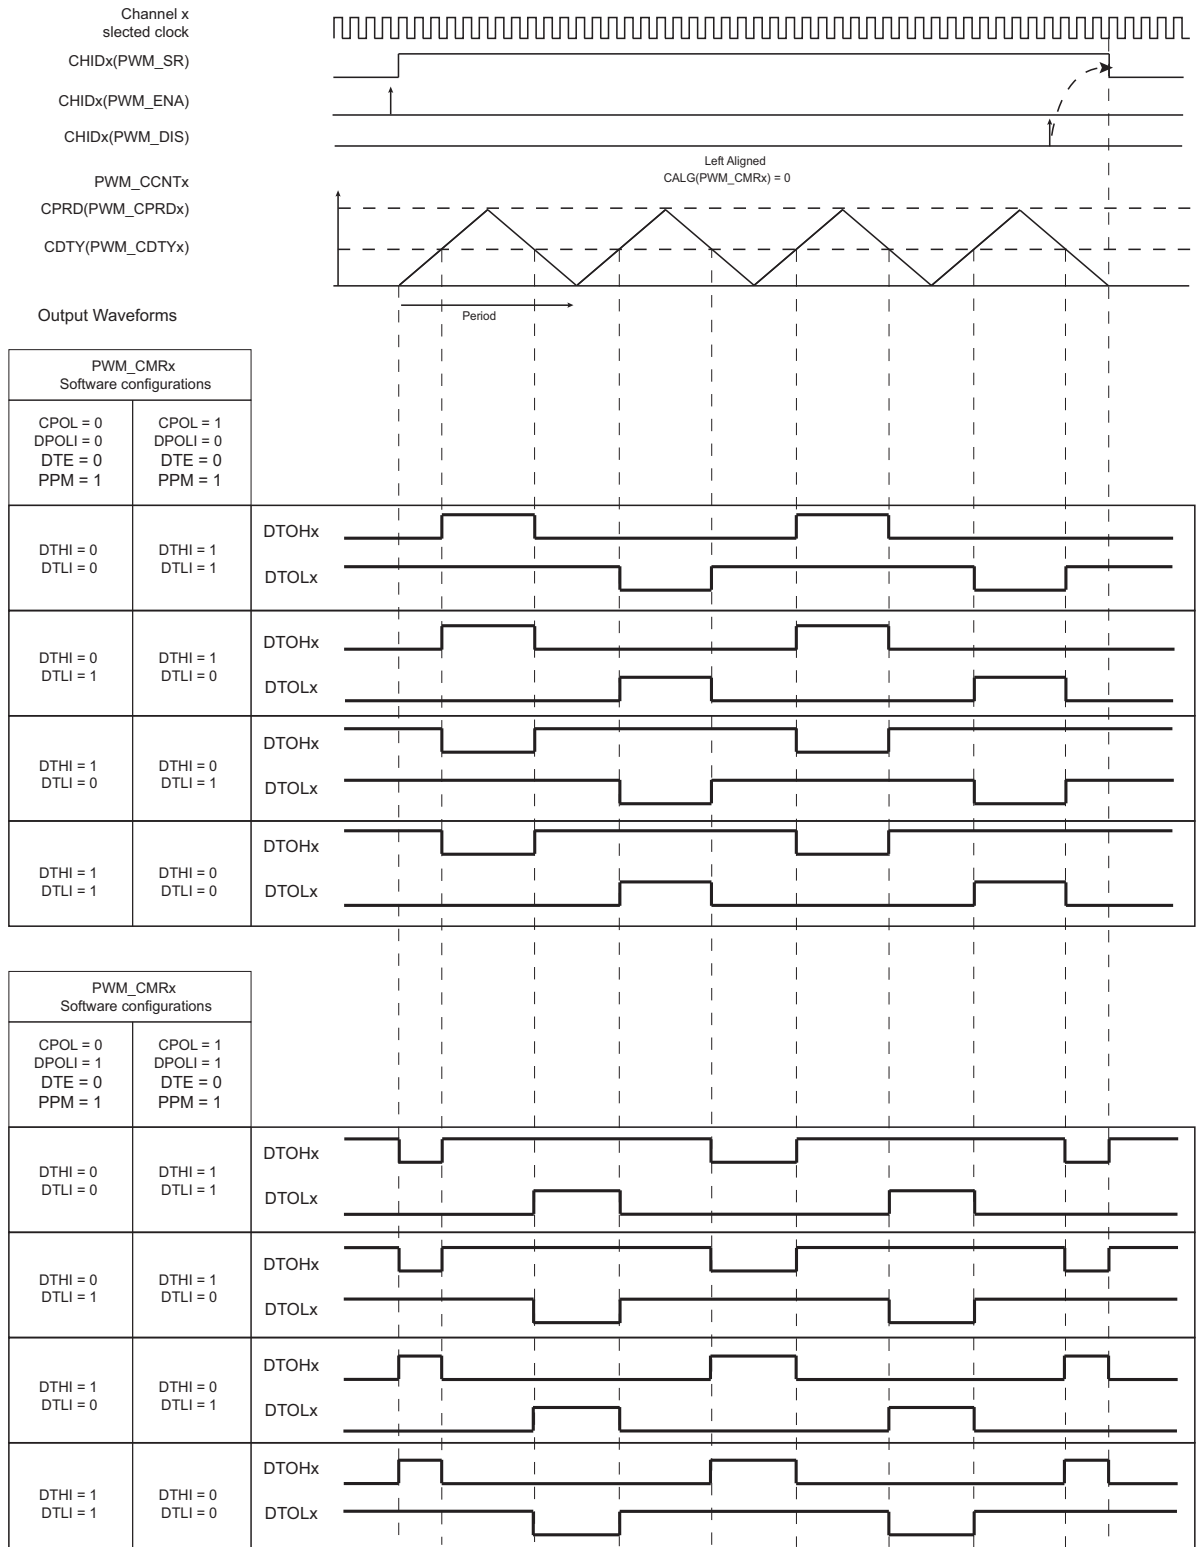 Channel x
slected clock
CHIDx(PWM_SR)
CHIDx(PWM_ENA)
CHIDx(PWM_DIS)
Left Aligned
CALG(PWM_CMRx) = 0
PWM_CCNTx
CPRD(PWM_CPRDx)
CDTY(PWM_CDTYx)
Output Waveforms
Period
PWM_CMRx
Software configurations
CPOL = 0
DPOLI = 0
DTE = 0
PPM = 1
CPOL = 1
DPOLI = 0
DTE = 0
PPM = 1
DTHI = 0
DTLI = 0
DTHI = 1
DTLI = 1
DTOHx
DTOLx
DTHI = 0
DTLI = 1
DTHI = 1
DTLI = 0
DTOHx
DTOLx
DTHI = 1
DTLI = 0
DTHI = 0
DTLI = 1
DTOHx
DTOLx
DTHI = 1
DTLI = 1
DTHI = 0
DTLI = 0
DTOHx
DTOLx
PWM_CMRx
Software configurations
CPOL = 0
DPOLI = 1
DTE = 0
PPM = 1
CPOL = 1
DPOLI = 1
DTE = 0
PPM = 1
DTHI = 0
DTLI = 0
DTHI = 1
DTLI = 1
DTOHx
DTOLx
DTHI = 0
DTLI = 1
DTHI = 1
DTLI = 0
DTOHx
DTOLx
DTHI = 1
DTLI = 0
DTHI = 0
DTLI = 1
DTOHx
DTOLx
DTHI = 1
DTLI = 1
DTHI = 0
DTLI = 0
DTOHx
DTOLx